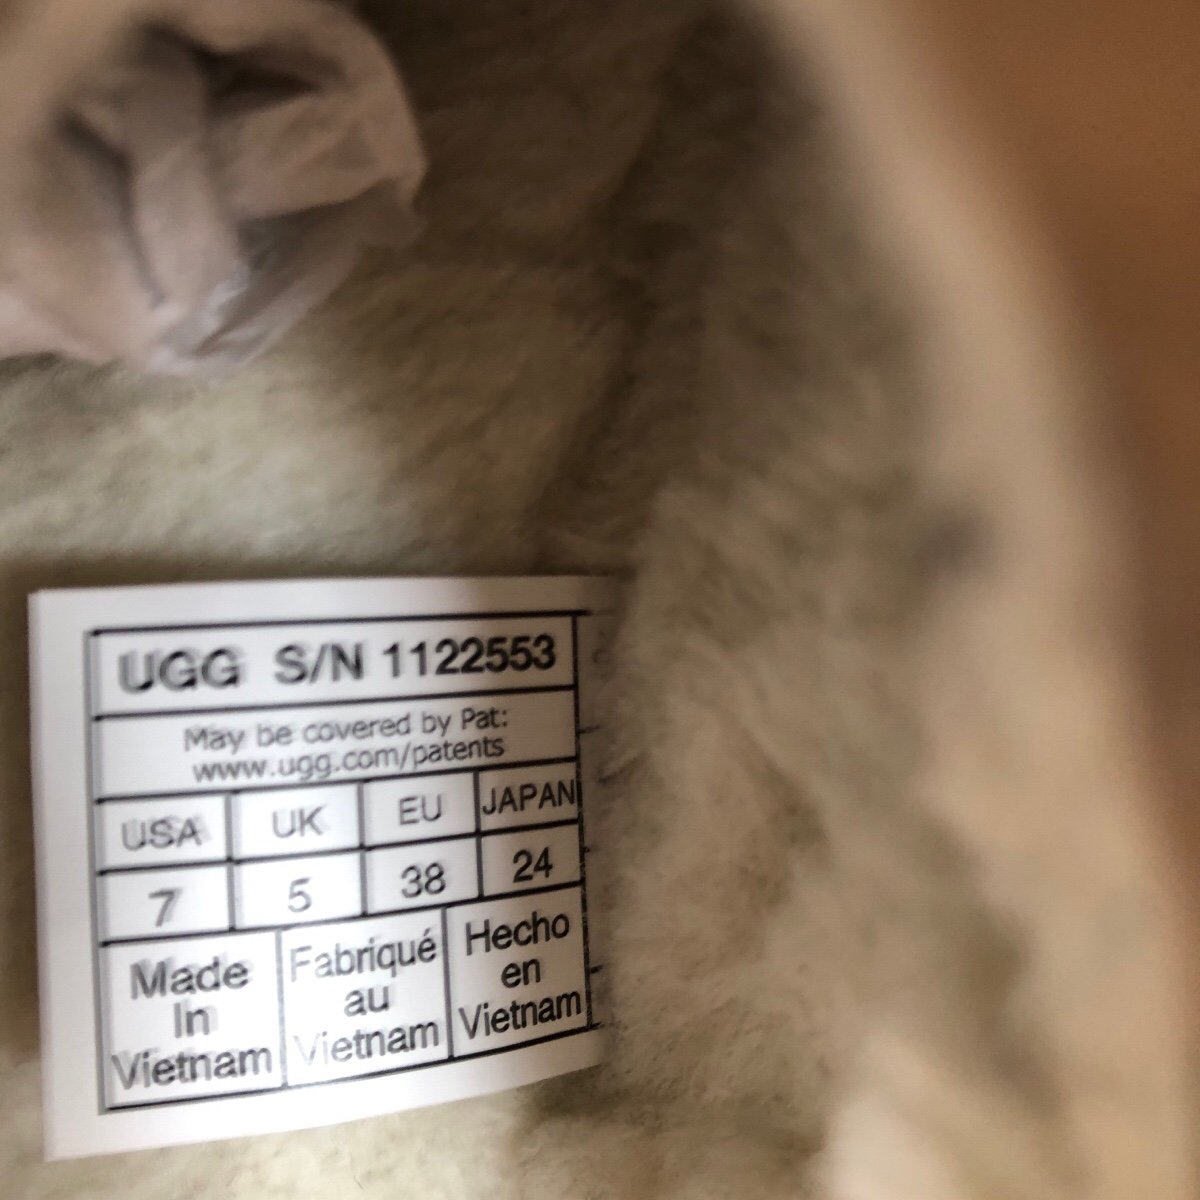 UGG S/N 1122553
May be covered by Pat:
www.ugg.com/patents
USA UK EU JAPAN
7 5 38 24
Made
In
Vietnam
Fabriqué
au
Vietnam
Hecho
en
Vietnam